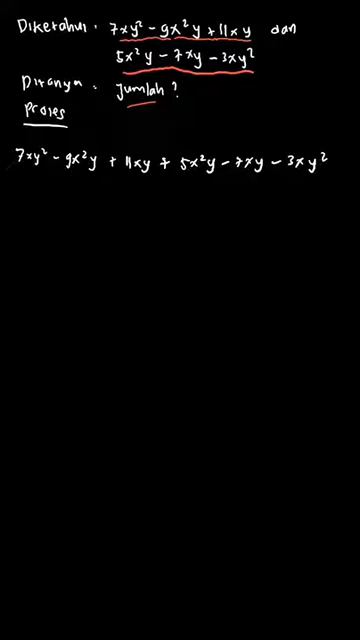 Diketahui : 7xy² - 9x²y + 11xy dan
5x²y - 7xy - 3xy²
Ditanya : Jumlah ?
Proses
7xy² - 9x²y + 11xy + 5x²y - 7xy - 3xy²